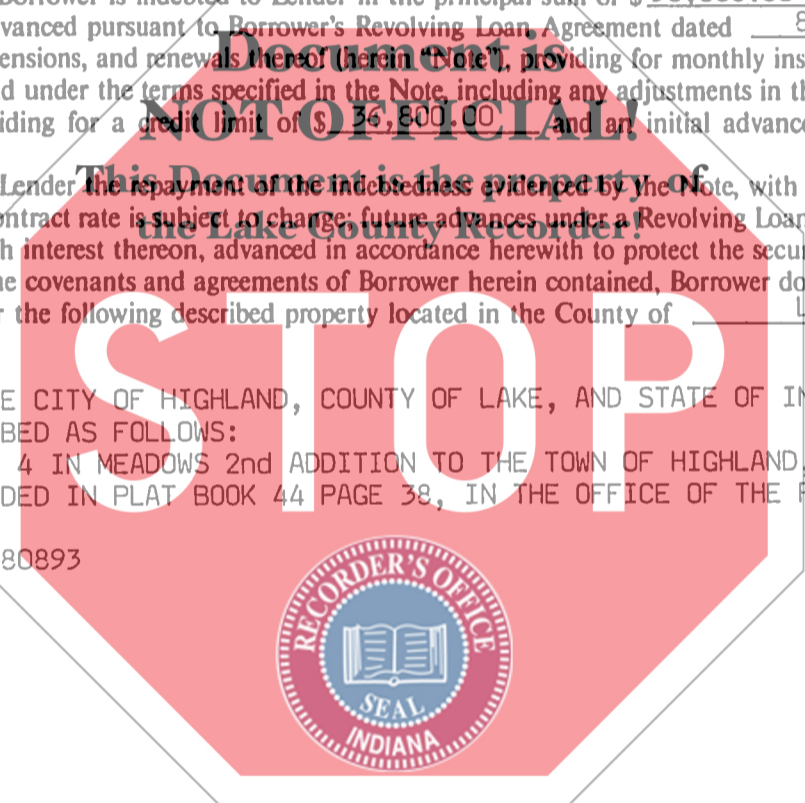 Borrower is indebted to Lender in the principal sum of $
vanced pursuant to Borrower's Revolving Loan Agreement dated 8
ensions, and renewals thereof (herein "Note"), providing for monthly ins
d under the terms specified in the Note, including any adjustments in th
iding for a credit limit of $ 36,800.00 and an initial advance
Lender the repayment of the indebtedness evidenced by the Note, with
ontract rate is subject to change; future advances under a Revolving Loan
h interest thereon, advanced in accordance herewith to protect the secur
he covenants and agreements of Borrower herein contained, Borrower do
r the following described property located in the County of L
E CITY OF HIGHLAND, COUNTY OF LAKE, AND STATE OF IN
BED AS FOLLOWS:
4 IN MEADOWS 2nd ADDITION TO THE TOWN OF HIGHLAND,
DED IN PLAT BOOK 44 PAGE 38, IN THE OFFICE OF THE R
80893
Document is
NOT OFFICIAL!
This Document is the property of
the Lake County Recorder!
STOP
RECORDER'S OFFICE
SEAL
INDIANA